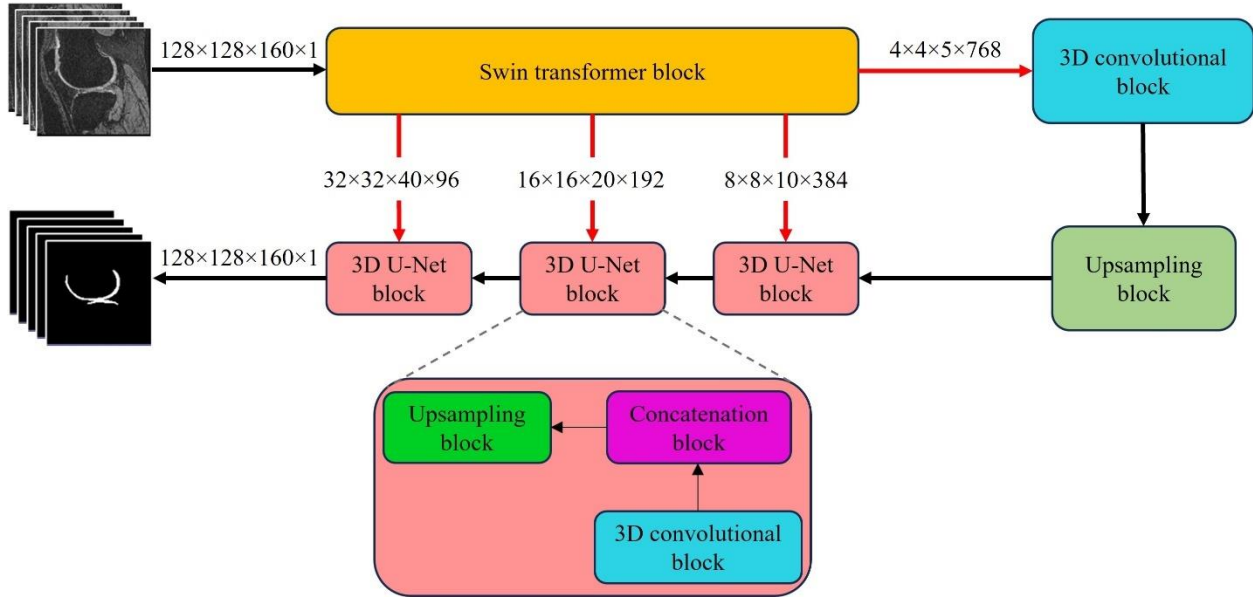 128×128×160×1
Swin transformer block
4×4×5×768
3D convolutional
block
32×32×40×96
16×16×20×192
8×8×10×384
128×128×160×1
3D U-Net
block
3D U-Net
block
3D U-Net
block
Upsampling
block
Upsampling
block
Concatenation
block
3D convolutional
block